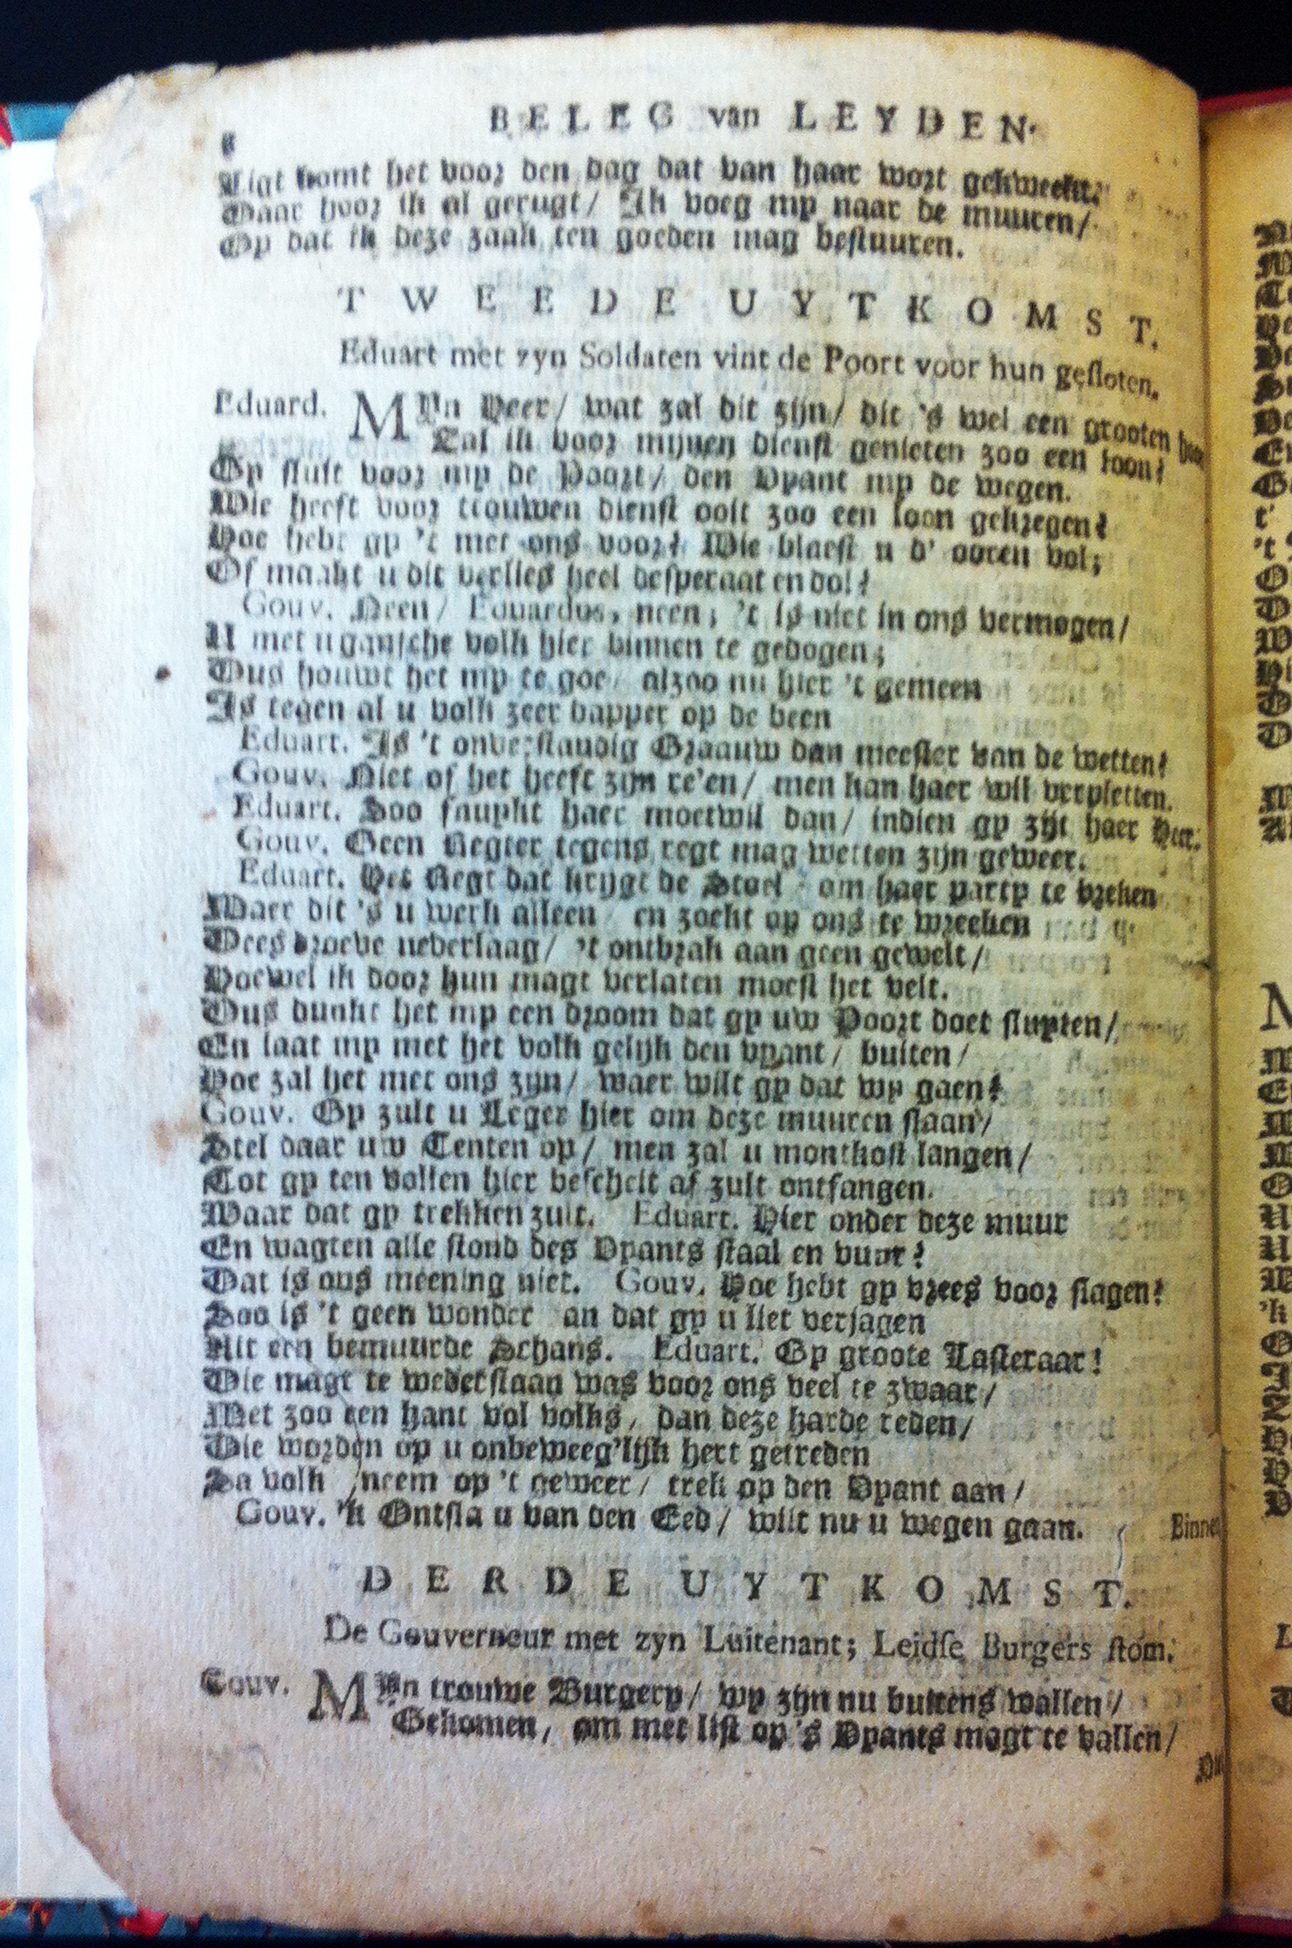 8 BELEG van LEYDEN.
Ligt komt het voor den dag dat van haar wort gekweekt.
Daar hoor ik al gerugt / Ik voeg my naar de muuren /
Op dat ik deze zaak ten goeden mag bestuuren.
TWEEDE UYTKOMST.
Eduart met zyn Soldaten vint de Poort voor hun gesloten.
Eduard. MYn Heer / wat zal dit zijn / dit 's wel een grooten
Zal ik voor mijnen dienst genieten zoo een loon?
Gy sluit voor my de Poort / den Vyant my de wegen.
Wie heeft voor trouwen dienst ooit zoo een loon gekregen?
Hoe hebt gy 't met ons voor? Wie blaest u d' ooren vol;
Of maakt u dit verlies heel desperaat en dol?
Gouv. Neen / Eduardus, neen; 't is niet in ons vermogen /
U met u gansche volk hier binnen te gedogen;
Dus houwt het my te goe / alzoo nu hier 't gemeen
Is tegen al u volk zeer dapper op de been
Eduart. Is 't onverstandig Graauw dan meester van de wetten?
Gouv. Niet of het heeft zijn re'en / men kan haer wil verpletten.
Eduart. Soo snuykt haer moetwil dan / indien gy zijt haer Heer.
Gouv. Geen Regter tegens regt mag wetten zijn geweer.
Eduart. Het Regt dat krijgt de Stoel om haer party te breken
Maer dit 's u werk alleen / en zoekt op ons te wreeken
Dees droeve nederlaag / 't ontbrak aan geen gewelt /
Hoewel ik door hun magt verlaten moest het velt.
Dus dunkt het my een droom dat gy uw Poort doet sluyten /
En laat my met het volk gelijk den vyant / buiten /
Hoe zal het met ons zijn / waer wilt gy dat wy gaen?
Gouv. Gy zult u Leger hier om deze muuren slaan /
Stel daar uw Tenten op / men zal u montkost langen /
Tot gy ten vollen hier bescheit af zult ontfangen.
Waar dat gy trekken zult. Eduart. Hier onder deze muur
En wagten alle stond des Vyants staal en vuur?
Dat is ons meening niet. Gouv. Hoe hebt gy vrees voor slagen?
Soo is 't geen wonder an dat gy u liet verjagen
Uit een bemuurde Schans. Eduart. Gy groote Lasteraar!
Die magt te wederstaan was voor ons veel te zwaar /
Met zoo een hant vol volks, dan deze harde reden /
Die worden op u onbeweeg'lijk hert getreden
Sa volk / neem op 't geweer / trek op den Vyant aan /
Gouv. 'k Ontsla u van den Eed / wilt nu u wegen gaan. Binnen
DERDE UYTKOMST.
De Gouverneur met zyn Luitenant; Leidse Burgers stom.
Gouv. MYn trouwe Burgery / wy zijn nu buitens wallen /
Gekomen, om met list op 's Vyants magt te vallen /